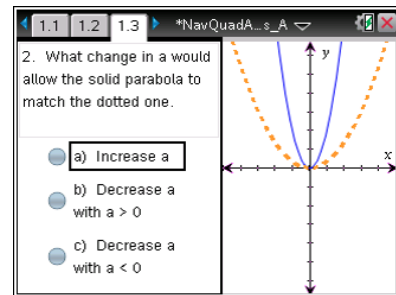 1.1 1.2 1.3 *NavQuadA...s_A
2. What change in a would
allow the solid parabola to
match the dotted one.
a) Increase a
b) Decrease a
with a > 0
c) Decrease a
with a < 0
y
x